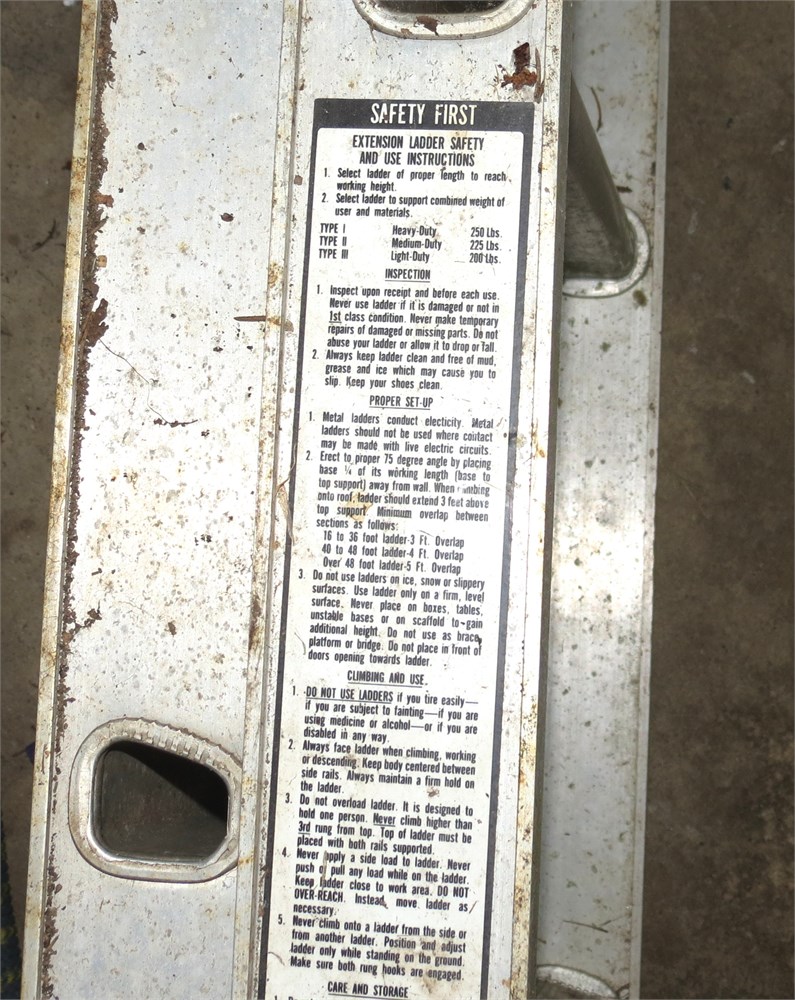 SAFETY FIRST
EXTENSION LADDER SAFETY
AND USE INSTRUCTIONS
1. Select ladder of proper length to reach
working height.
2. Select ladder to support combined weight of
user and materials.
TYPE I Heavy-Duty 250 Lbs.
TYPE II Medium-Duty 225 Lbs.
TYPE III Light-Duty 200 Lbs.
INSPECTION
1. Inspect upon receipt and before each use.
Never use ladder if it is damaged or not in
1st class condition. Never make temporary
repairs of damaged or missing parts. Do not
abuse your ladder or allow it to drop or fall.
2. Always keep ladder clean and free of mud,
grease and ice which may cause you to
slip. Keep your shoes clean.
PROPER SET-UP
1. Metal ladders conduct electicity. Metal
ladders should not be used where contact
may be made with live electric circuits.
2. Erect to proper 75 degree angle by placing
base ¼ of its working length (base to
top support) away from wall. When climbing
onto roof, ladder should extend 3 feet above
top support. Minimum overlap between
sections as follows:
16 to 36 foot ladder-3 Ft. Overlap
40 to 48 foot ladder-4 Ft. Overlap
Over 48 foot ladder-5 Ft. Overlap
3. Do not use ladders on ice, snow or slippery
surfaces. Use ladder only on a firm, level
surface. Never place on boxes, tables,
unstable bases or on scaffold to gain
additional height. Do not use as brace,
platform or bridge. Do not place in front of
doors opening towards ladder.
CLIMBING AND USE.
1. DO NOT USE LADDERS if you tire easily—
if you are subject to fainting—if you are
using medicine or alcohol—or if you are
disabled in any way.
2. Always face ladder when climbing, working
or descending. Keep body centered between
side rails. Always maintain a firm hold on
the ladder.
3. Do not overload ladder. It is designed to
hold one person. Never climb higher than
3rd rung from top. Top of ladder must be
placed with both rails supported.
4. Never apply a side load to ladder. Never
push or pull any load while on the ladder.
Keep ladder close to work area. DO NOT
OVER-REACH. Instead, move ladder as
necessary.
5. Never climb onto a ladder from the side or
from another ladder. Position and adjust
ladder only while standing on the ground.
Make sure both rung hooks are engaged.
CARE AND STORAGE